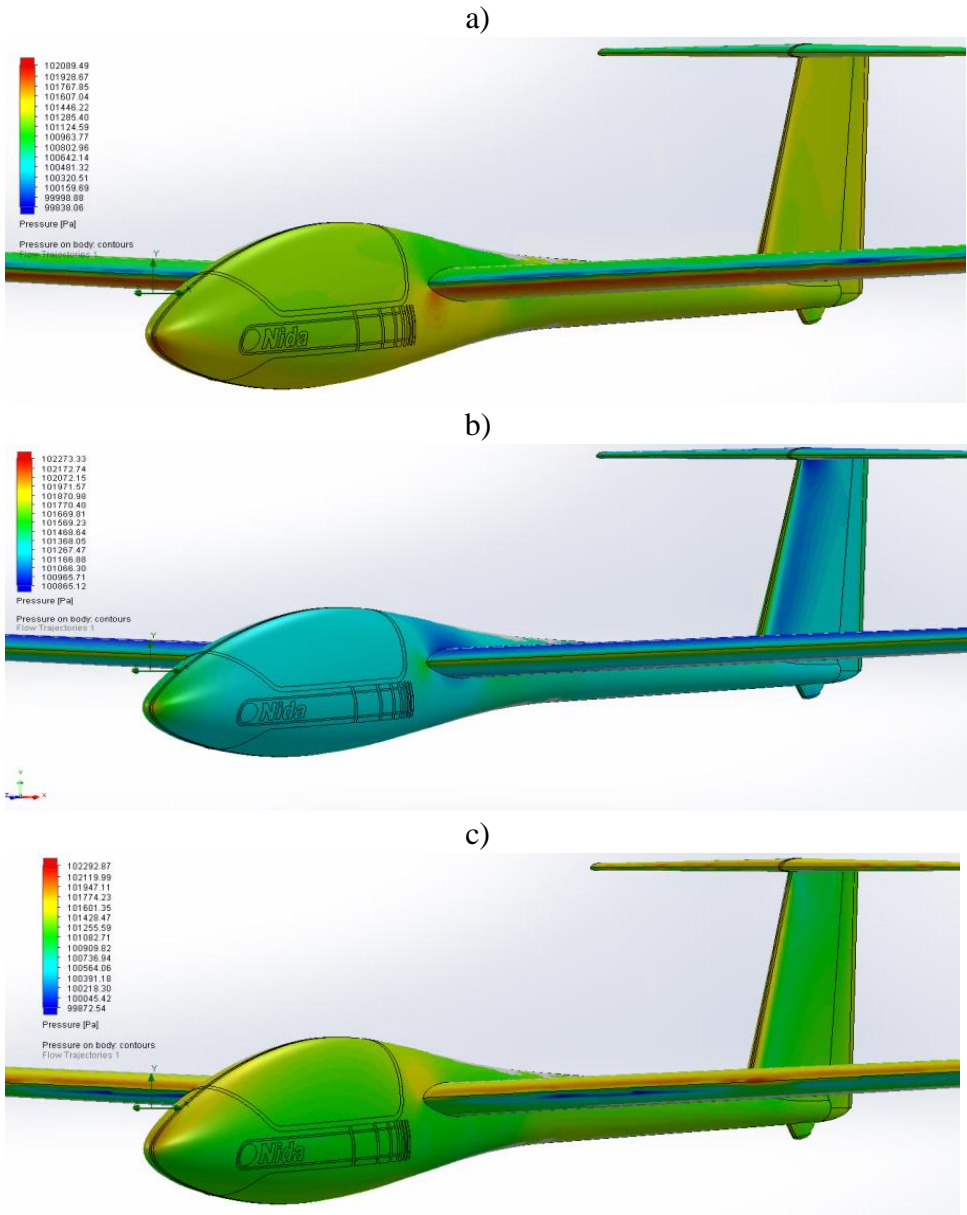 a)
102089.49
101928.67
101767.85
101607.04
101446.22
101285.40
101124.59
100963.77
100802.96
100642.14
100481.32
100320.51
100159.69
99998.88
99838.06
Pressure [Pa]
Pressure on body: contours
Flow Trajectories 1
Y
Nida
b)
102273.33
102172.74
102072.15
101971.57
101870.98
101770.40
101669.81
101569.23
101468.64
101368.05
101267.47
101166.88
101066.30
100965.71
100865.12
Pressure [Pa]
Pressure on body: contours
Flow Trajectories 1
Y
Nida
Y
Z
X
c)
102292.87
102119.99
101947.11
101774.23
101601.35
101428.47
101255.59
101082.71
100909.82
100736.94
100564.06
100391.18
100218.30
100045.42
99872.54
Pressure [Pa]
Pressure on body: contours
Flow Trajectories 1
Y
Nida